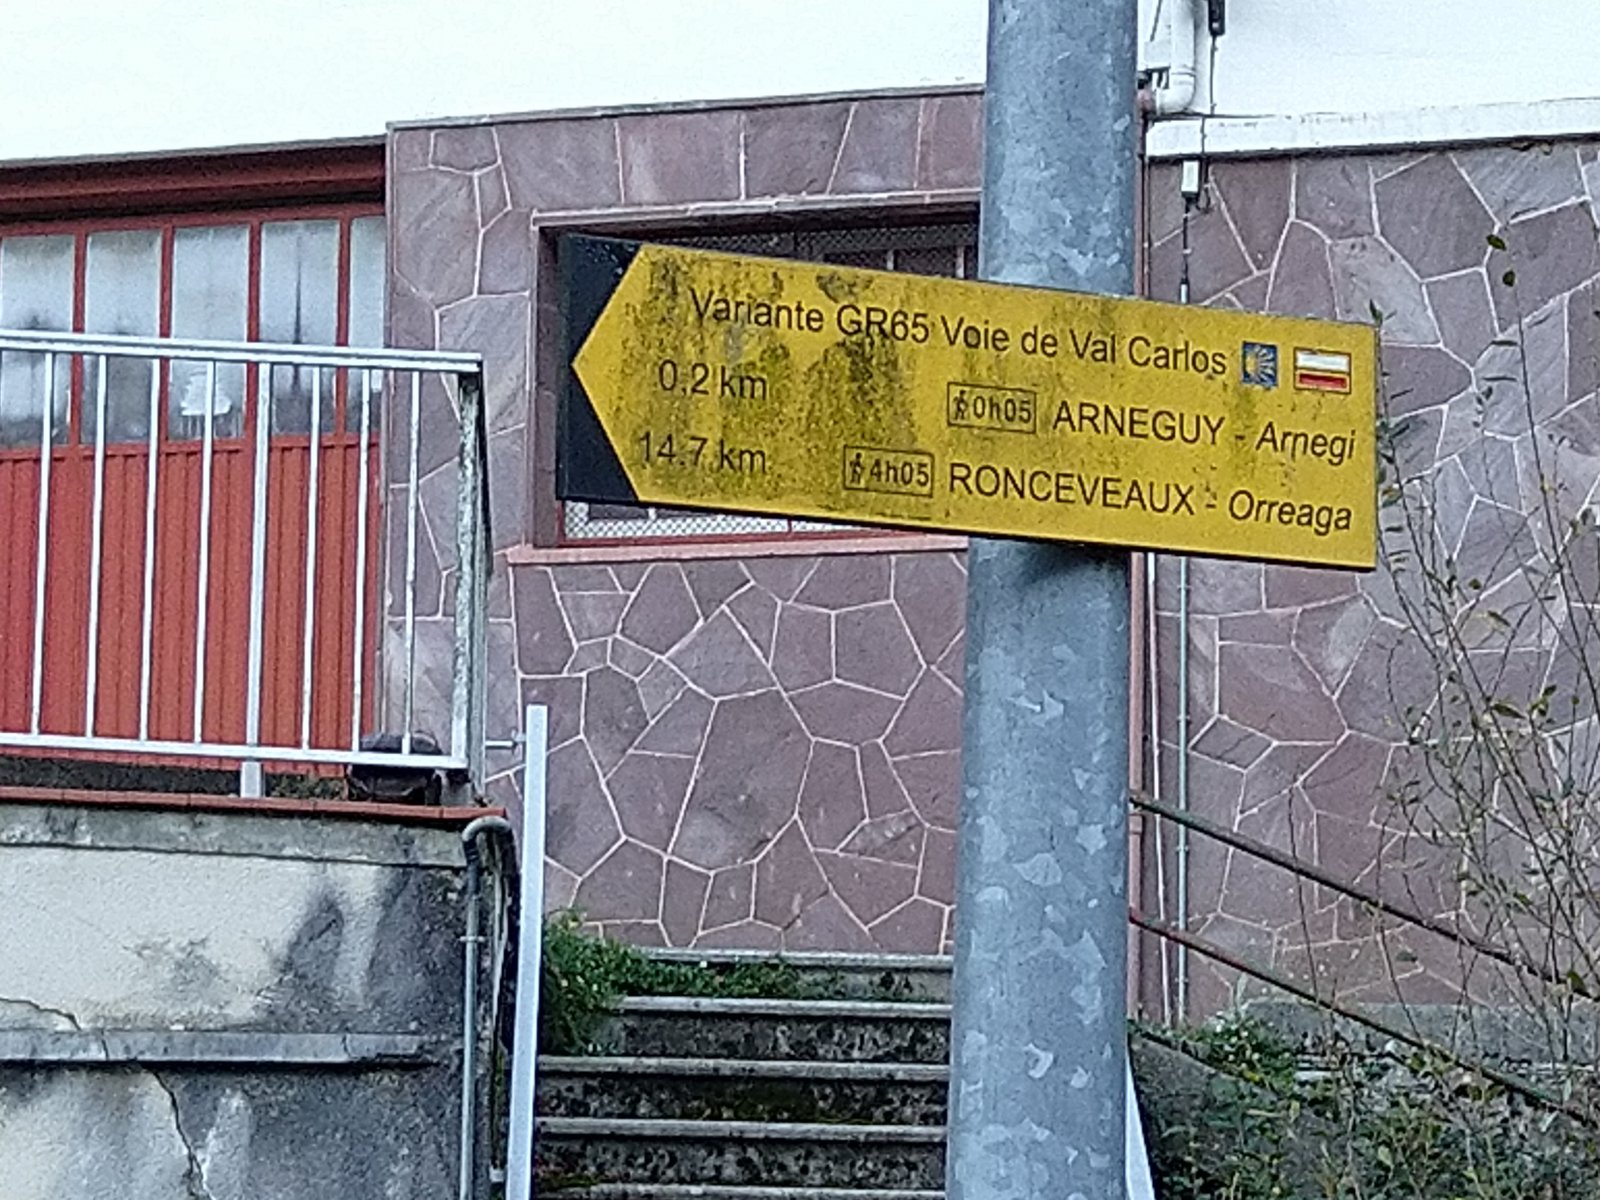 Variante GR65 Voie de Val Carlos
0,2 km 0h05 ARNEGUY - Arnegi
14.7 km 4h05 RONCEVEAUX - Orreaga